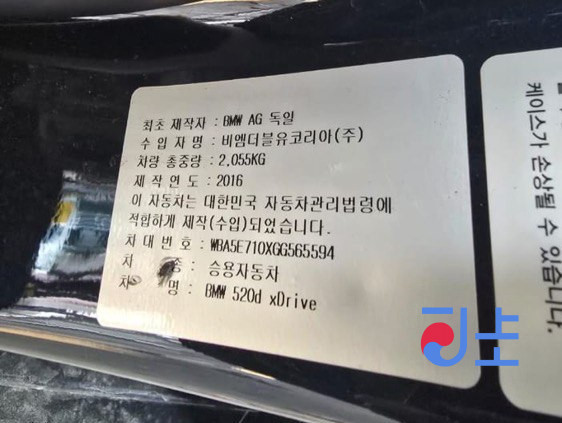 최초 제작자 : BMW AG 독일
수 입 자 명 : 비엠더블유코리아(주)
차량 총중량 : 2,055KG
제 작 연 도 : 2016
이 자동차는 대한민국 자동차관리법령에
적합하게 제작(수입)되었습니다.
차 대 번 호 : WBA5E710XGG565594
차 종 : 승용자동차
차 명 : BMW 520d xDrive
케이스가 손상될 수 있습니다.